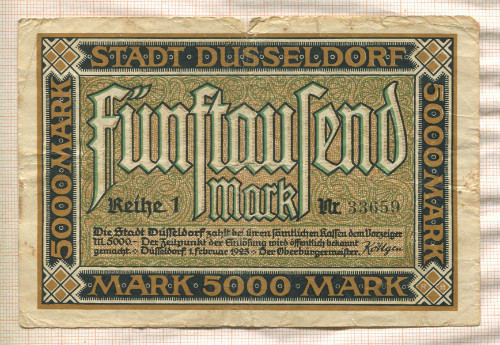 STADT DÜSSELDORF
5000 MARK
Fünftausend
Mark
Reihe 1 Nr. 33659
Die Stadt Düsseldorf zahlt bei ihren sämtlichen Kassen dem Vorzeiger
M. 5000.- Der Zeitpunkt der Einlösung wird öffentlich bekannt
gemacht. Düsseldorf 1. Februar 1923 Der Oberbürgermeister. Köttgen
5000 MARK
MARK 5000 MARK